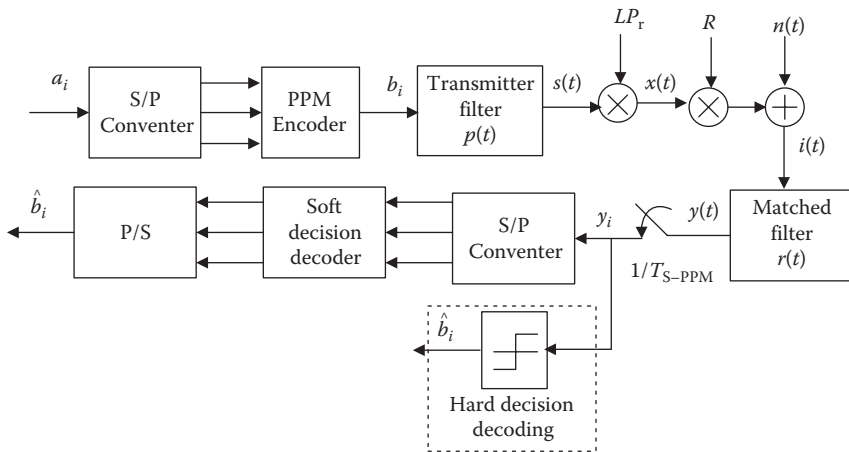 LP_r
R
n(t)
a_i
S/P
Conventer
PPM
Encoder
b_i
Transmitter
filter
p(t)
s(t)
x(t)
i(t)
b̂_i
P/S
Soft
decision
decoder
S/P
Conventer
y_i
y(t)
1/T_S–PPM
Matched
filter
r(t)
b̂_i
Hard decision
decoding